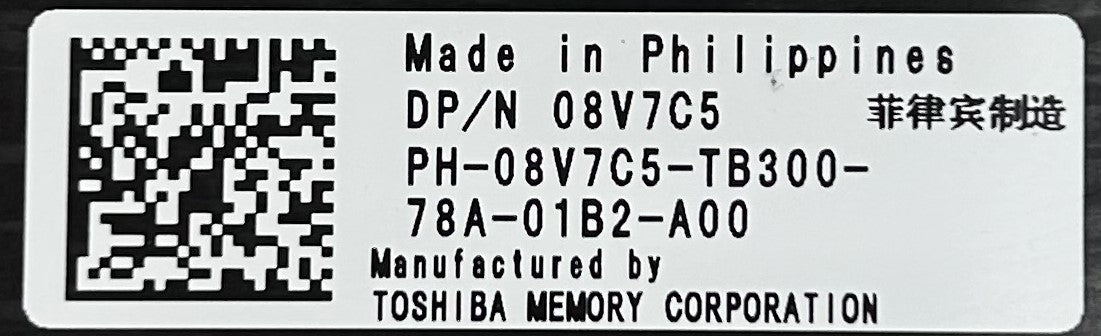 Made in Philippines
DP/N 08V7C5 菲律宾制造
PH-08V7C5-TB300-
78A-01B2-A00
Manufactured by
TOSHIBA MEMORY CORPORATION